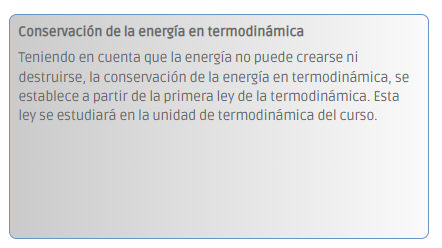 Conservación de la energía en termodinámica
Teniendo en cuenta que la energía no puede crearse ni
destruirse, la conservación de la energía en termodinámica, se
establece a partir de la primera ley de la termodinámica. Esta
ley se estudiará en la unidad de termodinámica del curso.